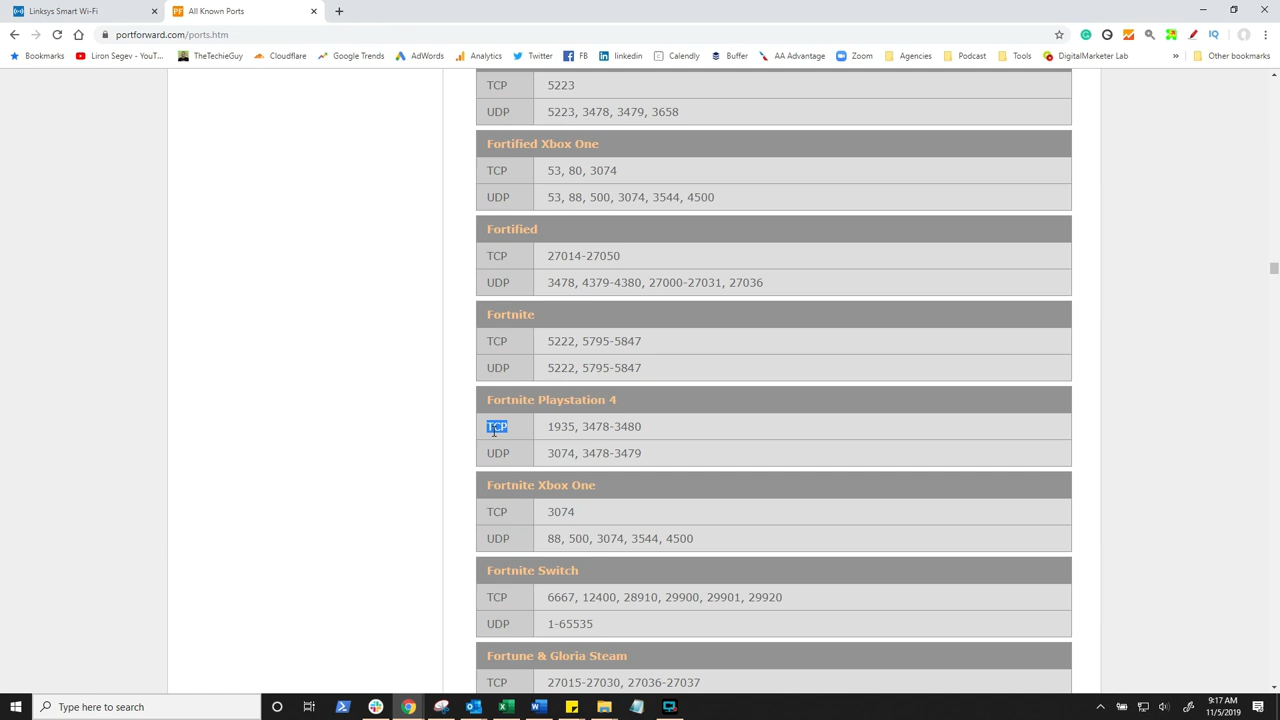 Linksys Smart Wi-Fi
All Known Ports
portforward.com/ports.htm
Bookmarks Liron Segev - YouT... TheTechieGuy Cloudflare Google Trends AdWords Analytics Twitter FB linkedin Calendly Buffer AA Advantage Zoom Agencies Podcast Tools DigitalMarketer Lab » Other bookmarks
TCP 5223
UDP 5223, 3478, 3479, 3658
Fortified Xbox One
TCP 53, 80, 3074
UDP 53, 88, 500, 3074, 3544, 4500
Fortified
TCP 27014-27050
UDP 3478, 4379-4380, 27000-27031, 27036
Fortnite
TCP 5222, 5795-5847
UDP 5222, 5795-5847
Fortnite Playstation 4
TCP 1935, 3478-3480
UDP 3074, 3478-3479
Fortnite Xbox One
TCP 3074
UDP 88, 500, 3074, 3544, 4500
Fortnite Switch
TCP 6667, 12400, 28910, 29900, 29901, 29920
UDP 1-65535
Fortune & Gloria Steam
TCP 27015-27030, 27036-27037
Type here to search
9:17 AM
11/5/2019